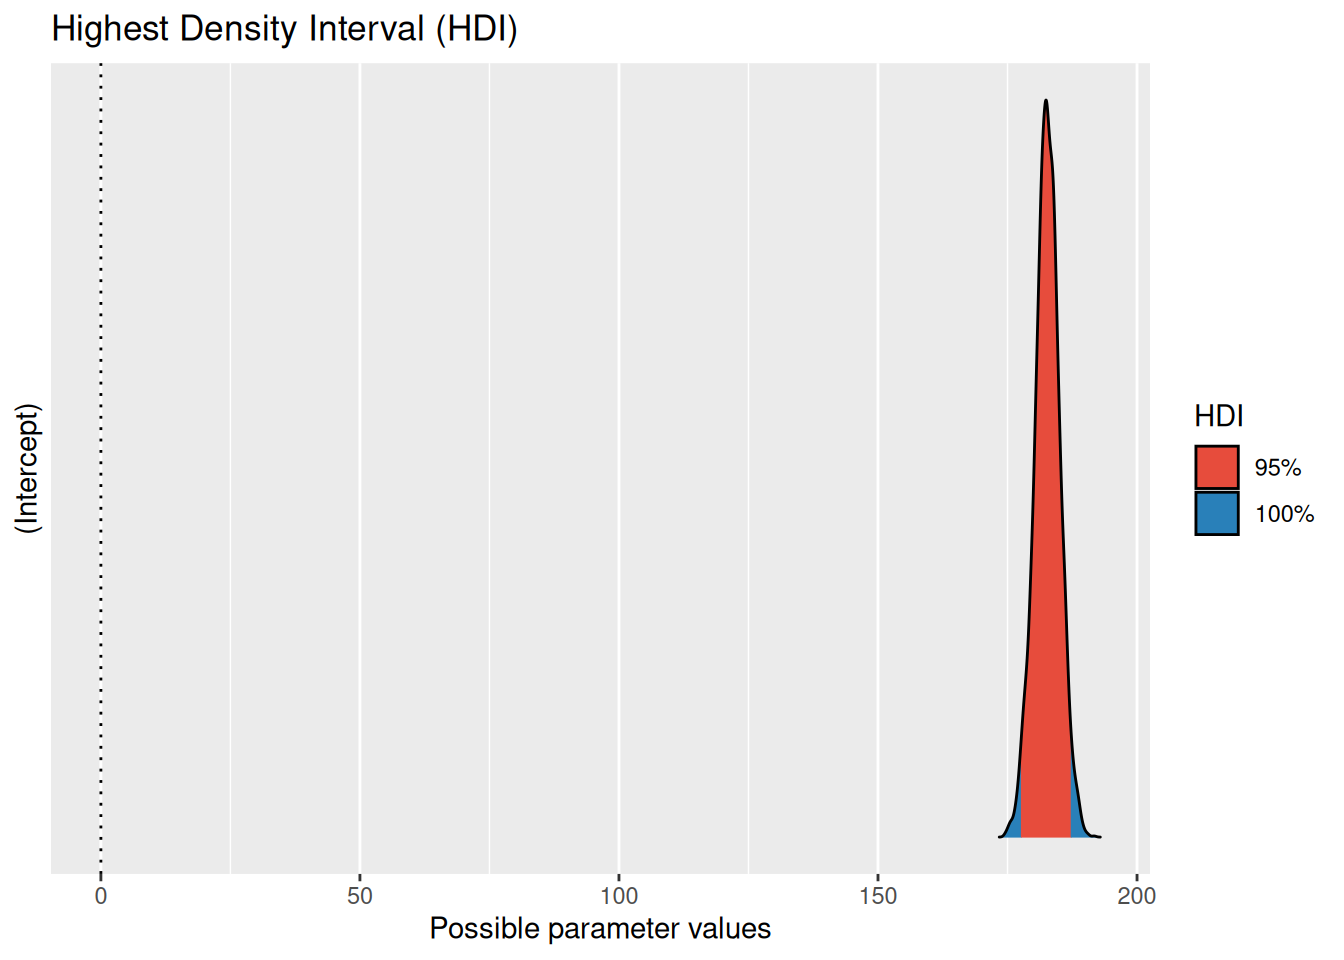 Highest Density Interval (HDI)
(Intercept)
HDI
95%
100%
0 50 100 150 200
Possible parameter values